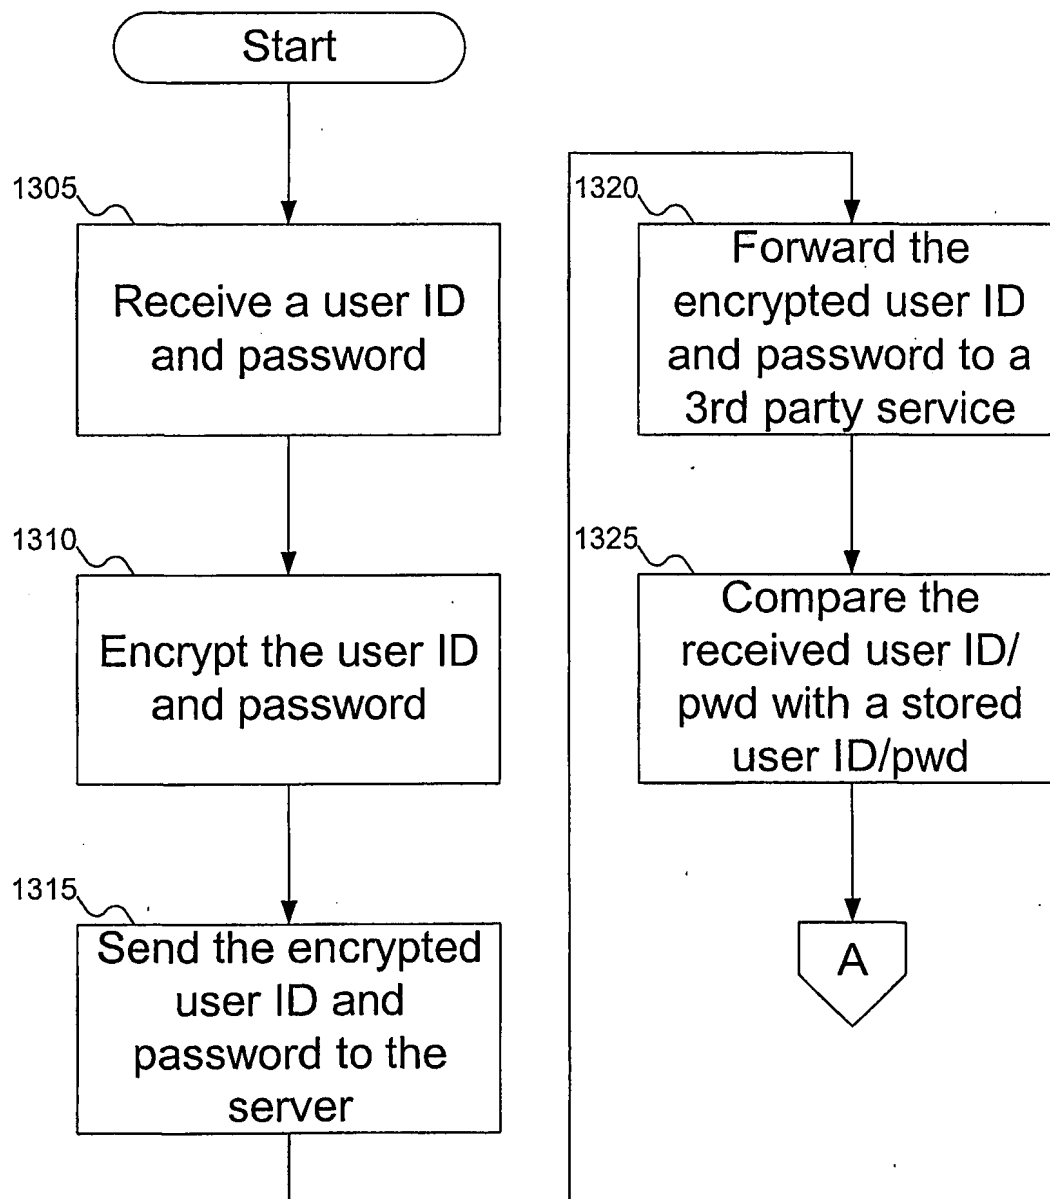 Start
1305
Receive a user ID
and password
1310
Encrypt the user ID
and password
1315
Send the encrypted
user ID and
password to the
server
1320
Forward the
encrypted user ID
and password to a
3rd party service
1325
Compare the
received user ID/
pwd with a stored
user ID/pwd
A